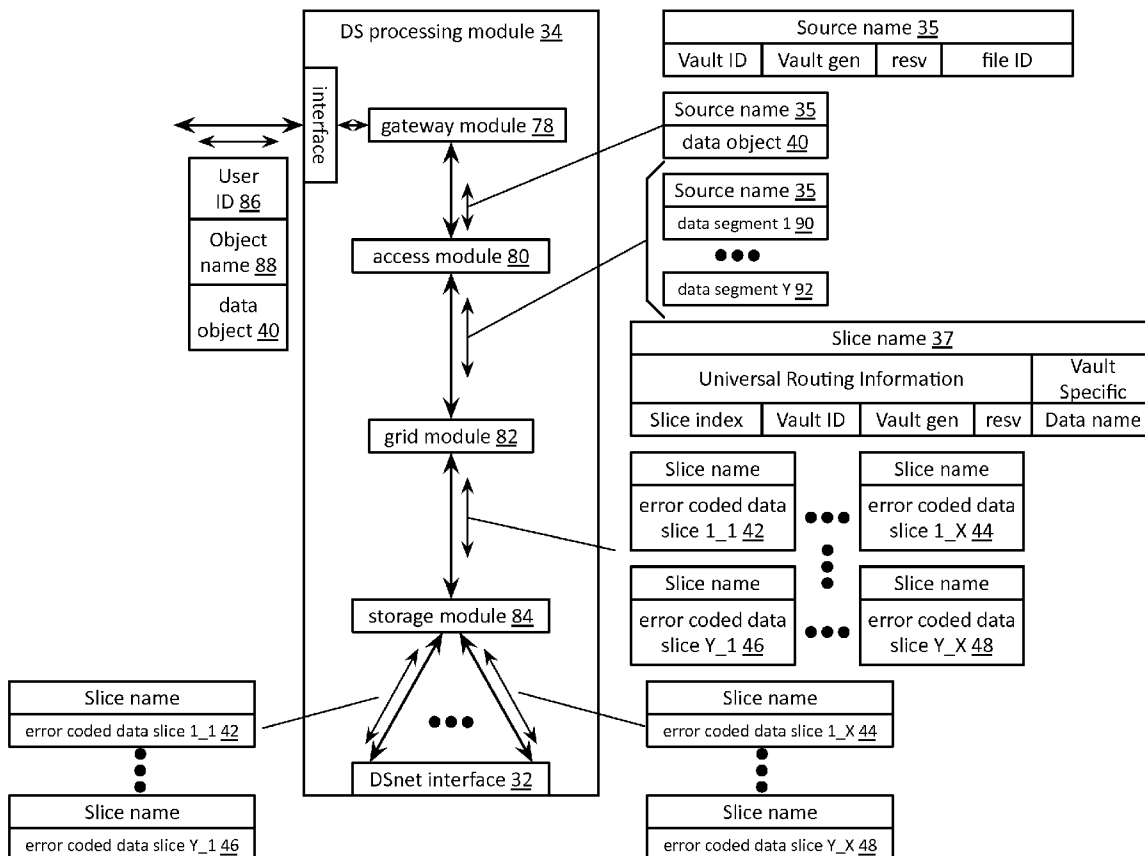 DS processing module 34
interface
gateway module 78
access module 80
grid module 82
storage module 84
DSnet interface 32
User
ID 86
Object
name 88
data
object 40
Source name 35
Vault ID Vault gen resv file ID
Source name 35
data object 40
Source name 35
data segment 1 90
data segment Y 92
Slice name 37
Universal Routing Information
Vault
Specific
Slice index Vault ID Vault gen resv Data name
Slice name
error coded data
slice 1_1 42
Slice name
error coded data
slice 1_X 44
Slice name
error coded data
slice Y_1 46
Slice name
error coded data
slice Y_X 48
Slice name
error coded data slice 1_1 42
Slice name
error coded data slice Y_1 46
Slice name
error coded data slice 1_X 44
Slice name
error coded data slice Y_X 48